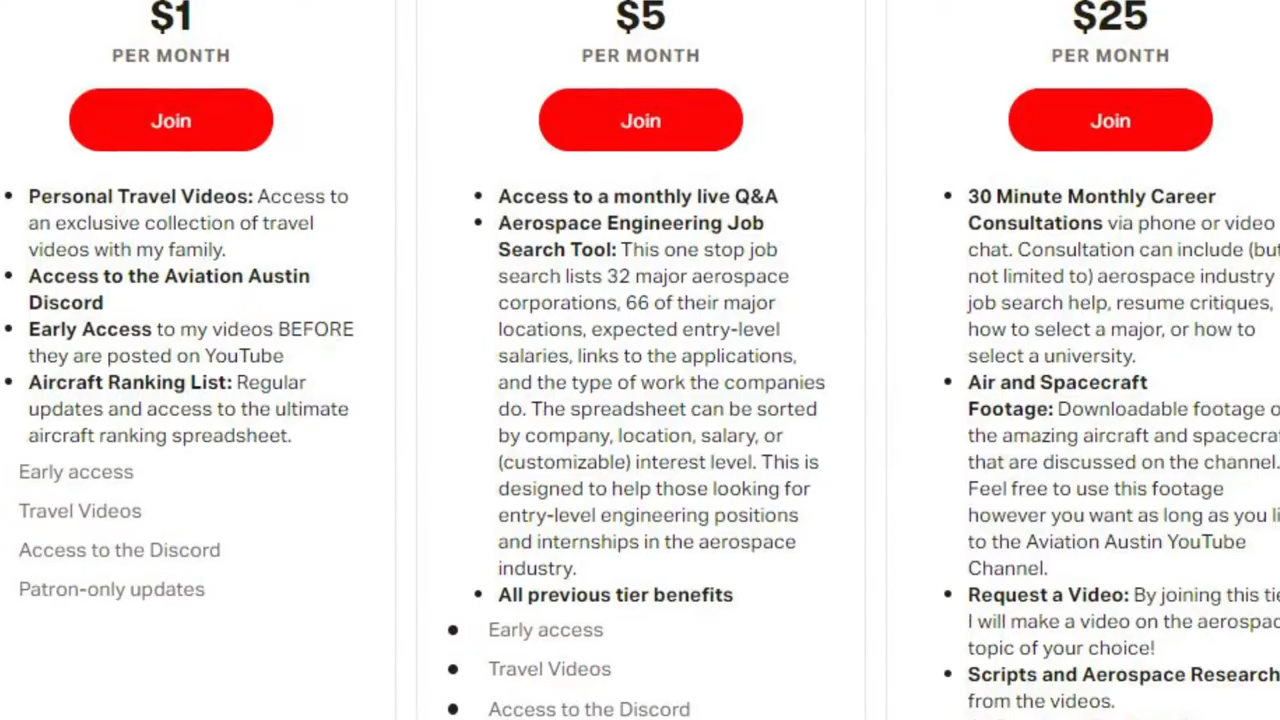 $1
PER MONTH
Join
Personal Travel Videos: Access to
an exclusive collection of travel
videos with my family.
Access to the Aviation Austin
Discord
Early Access to my videos BEFORE
they are posted on YouTube
Aircraft Ranking List: Regular
updates and access to the ultimate
aircraft ranking spreadsheet.
Early access
Travel Videos
Access to the Discord
Patron-only updates
$5
PER MONTH
Join
Access to a monthly live Q&A
Aerospace Engineering Job
Search Tool: This one stop job
search lists 32 major aerospace
corporations, 66 of their major
locations, expected entry-level
salaries, links to the applications,
and the type of work the companies
do. The spreadsheet can be sorted
by company, location, salary, or
(customizable) interest level. This is
designed to help those looking for
entry-level engineering positions
and internships in the aerospace
industry.
All previous tier benefits
Early access
Travel Videos
Access to the Discord
$25
PER MONTH
Join
30 Minute Monthly Career
Consultations via phone or video
chat. Consultation can include (but
not limited to) aerospace industry
job search help, resume critiques,
how to select a major, or how to
select a university.
Air and Spacecraft
Footage: Downloadable footage o
the amazing aircraft and spacecraf
that are discussed on the channel.
Feel free to use this footage
however you want as long as you li
to the Aviation Austin YouTube
Channel.
Request a Video: By joining this tie
I will make a video on the aerospac
topic of your choice!
Scripts and Aerospace Research
from the videos.